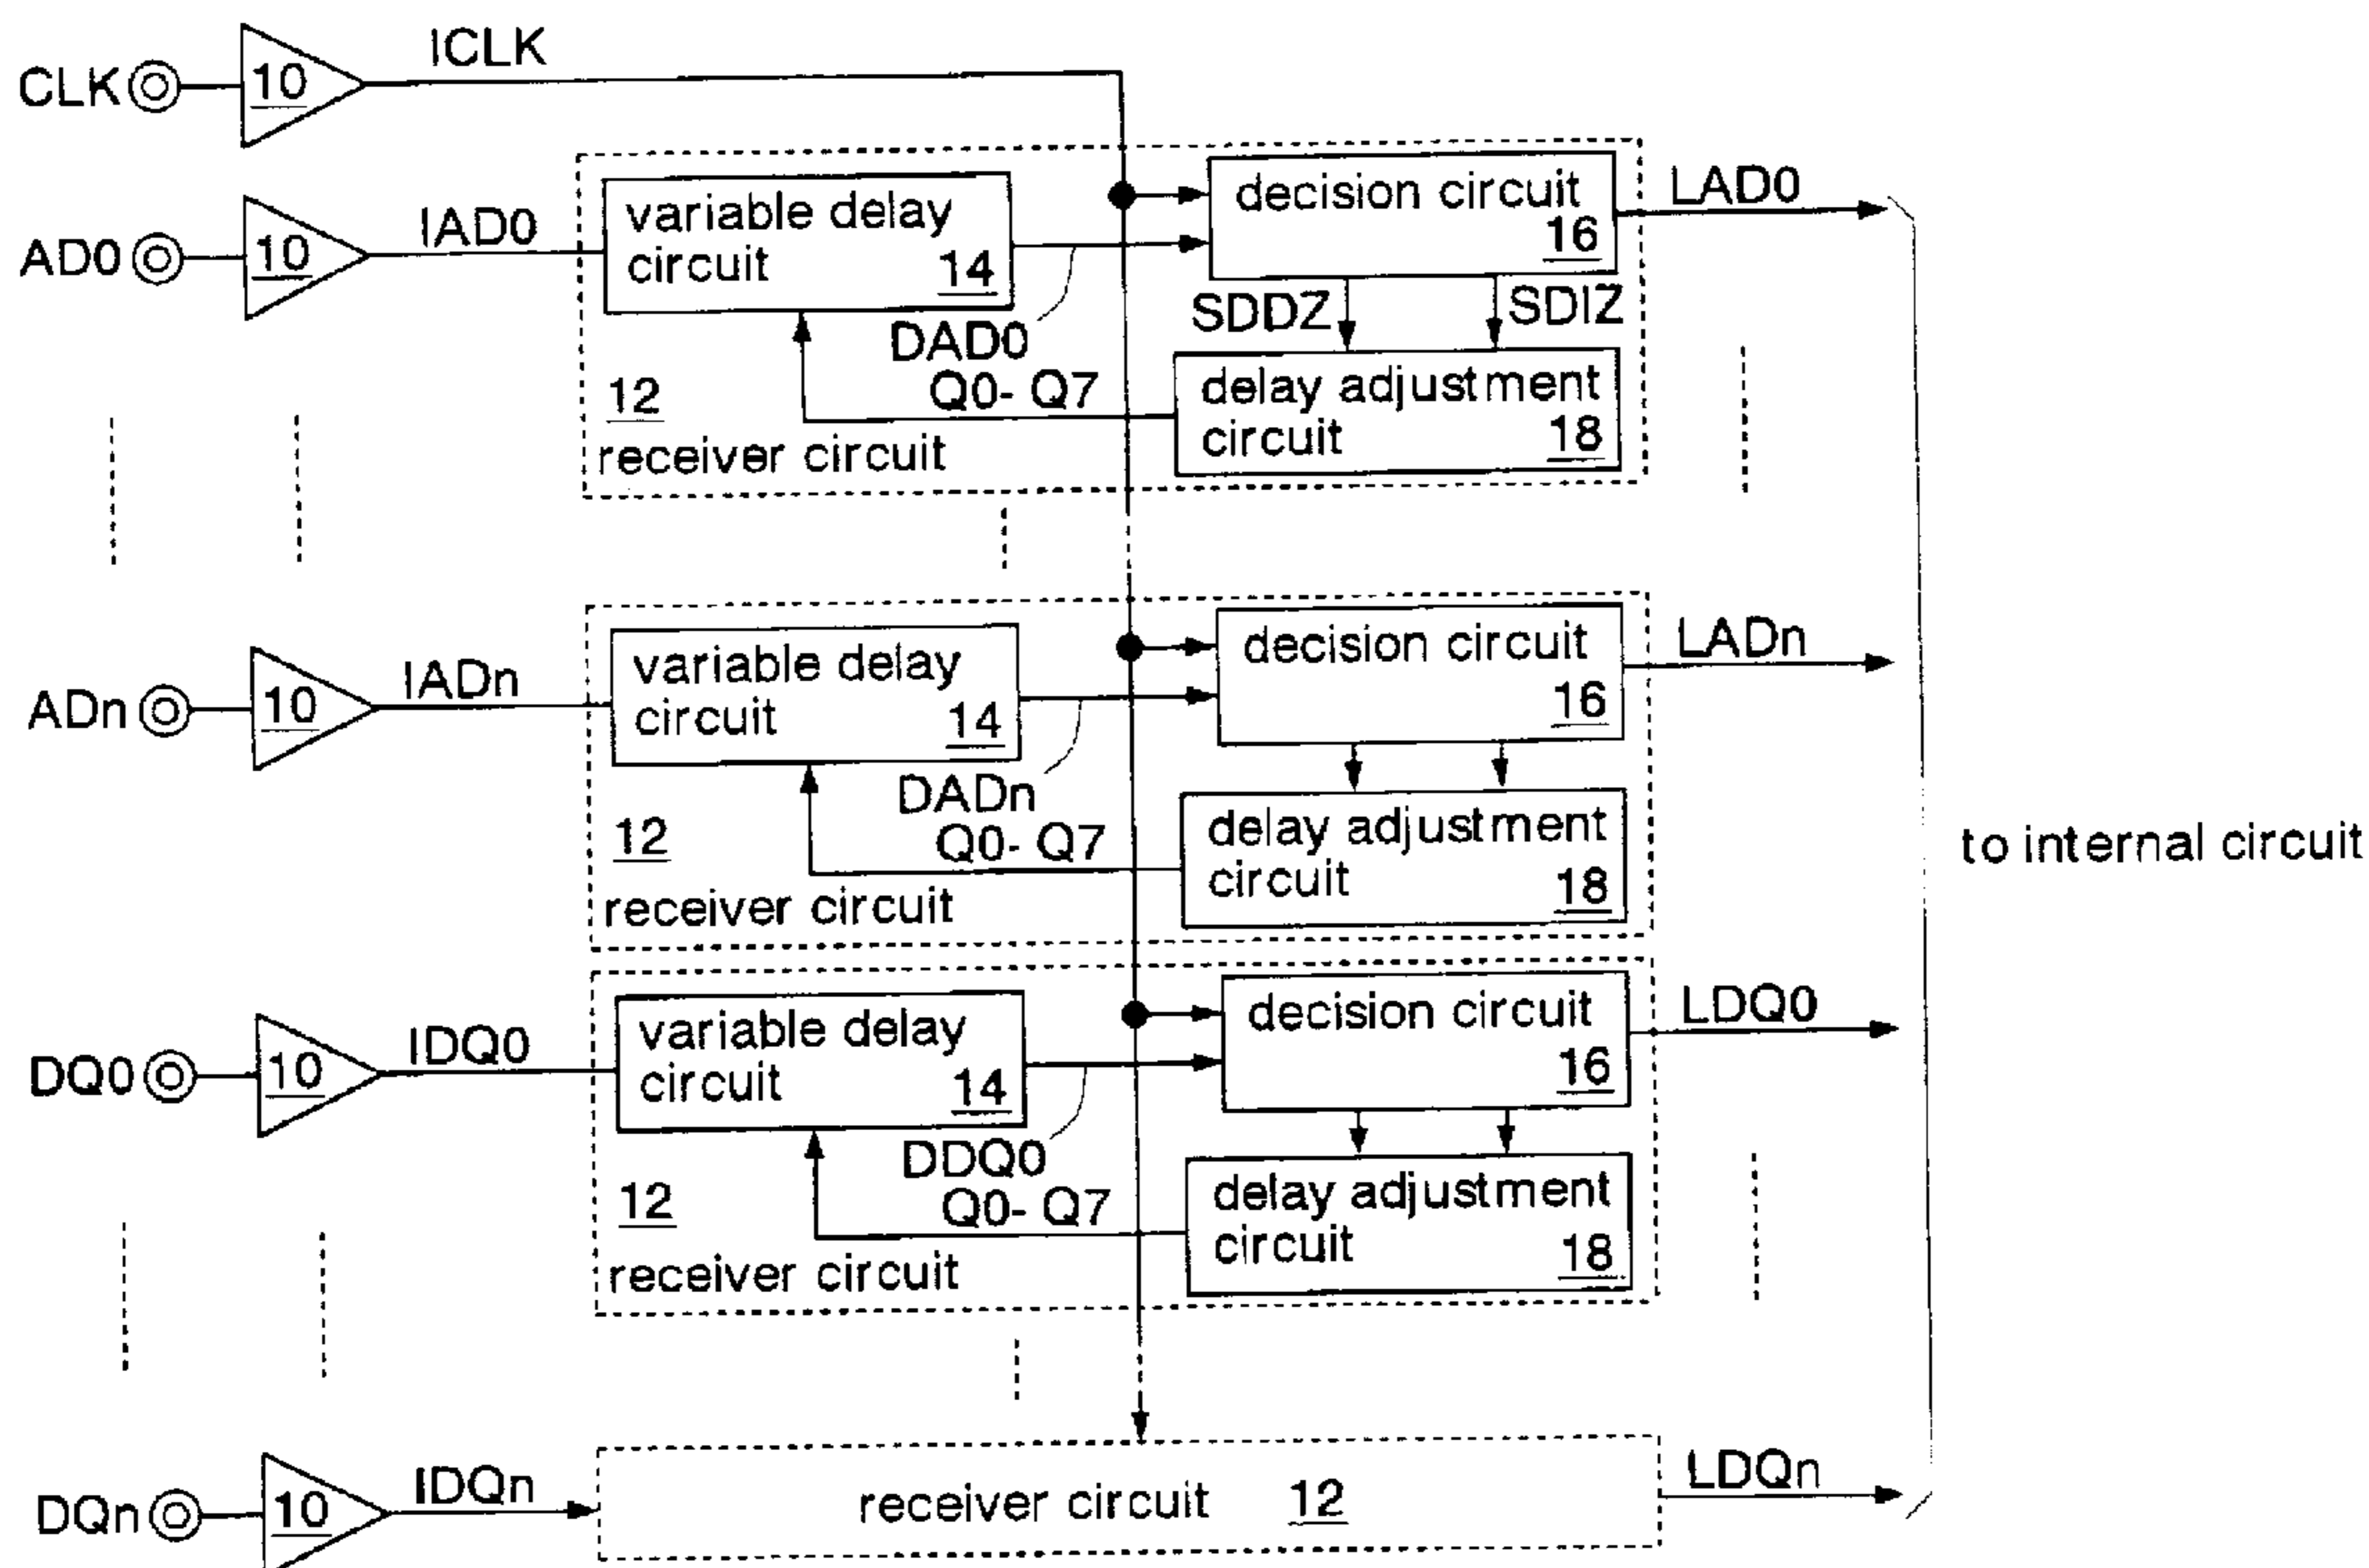 CLK 10 ICLK
AD0 10 IAD0
variable delay
circuit 14
decision circuit
16
LAD0
DAD0
SDDZ SDIZ
Q0- Q7
delay adjustment
circuit 18
12
receiver circuit
ADn 10 IADn
variable delay
circuit 14
decision circuit
16
LADn
DADn
Q0- Q7
delay adjustment
circuit 18
12
receiver circuit
to internal circuit
DQ0 10 IDQ0
variable delay
circuit 14
decision circuit
16
LDQ0
DDQ0
Q0- Q7
delay adjustment
circuit 18
12
receiver circuit
DQn 10 IDQn
receiver circuit 12
LDQn